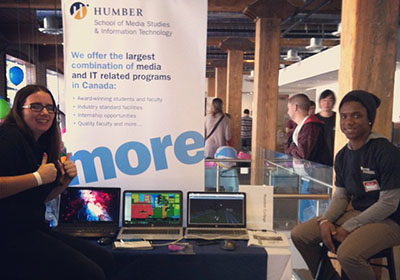 HUMBER
School of Media Studies
& Information Technology
We offer the largest
combination of media
and IT related programs
in Canada:
· Award-winning students and faculty
· Industry standard facilities
· Internship opportunities
· Quality faculty and more...
more